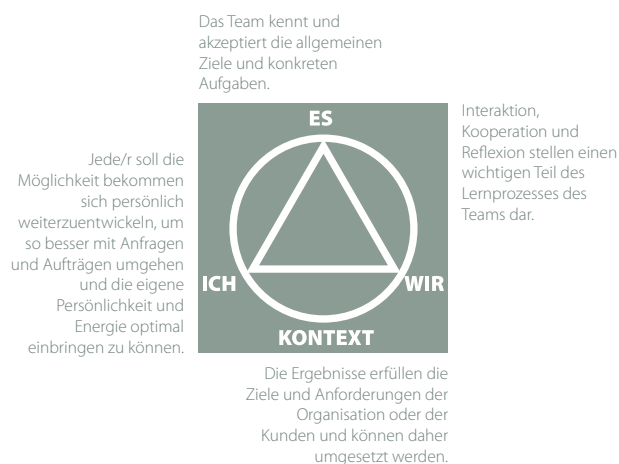 Das Team kennt und
akzeptiert die allgemeinen
Ziele und konkreten
Aufgaben.
ES
Interaktion,
Kooperation und
Reflexion stellen einen
wichtigen Teil des
Lernprozesses des
Teams dar.
Jede/r soll die
Möglichkeit bekommen
sich persönlich
weiterzuentwickeln, um
so besser mit Anfragen
und Aufträgen umgehen
und die eigene
Persönlichkeit und
Energie optimal
einbringen zu können.
ICH
WIR
KONTEXT
Die Ergebnisse erfüllen die
Ziele und Anforderungen der
Organisation oder der
Kunden und können daher
umgesetzt werden.